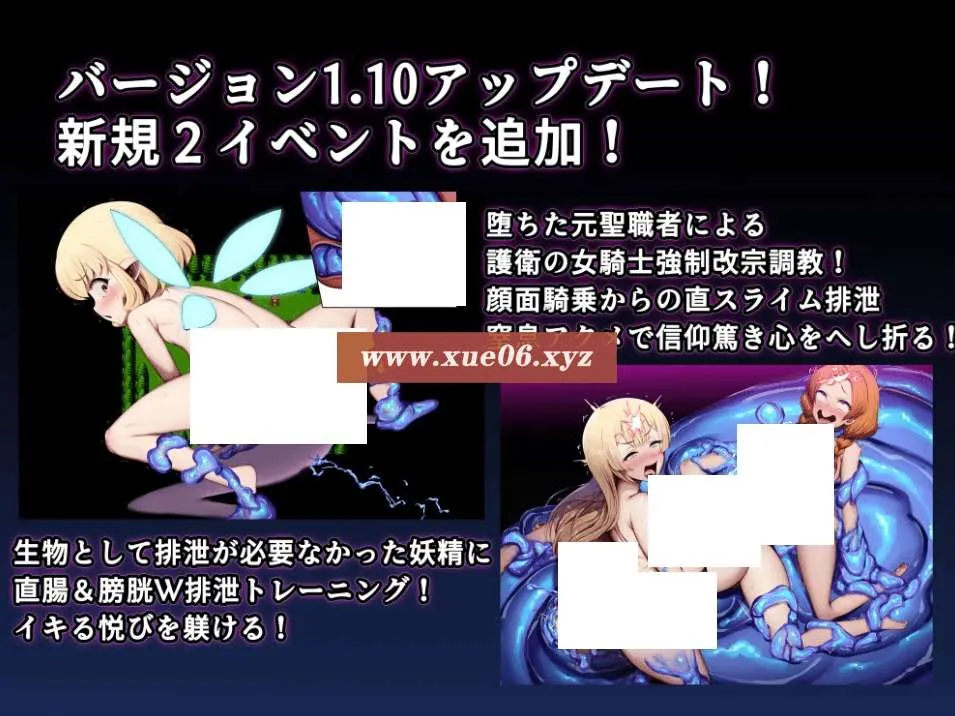 バージョン1.10アップデート！
新規２イベントを追加！
堕ちた元聖職者による
護衛の女騎士強制改宗調教！
顔面騎乗からの直スライム排泄
で信仰篤き心をへし折る！
www.xue06.xyz
生物として排泄が必要なかった妖精に
直腸＆膀胱W排泄トレーニング！
イキる悦びを躾ける！